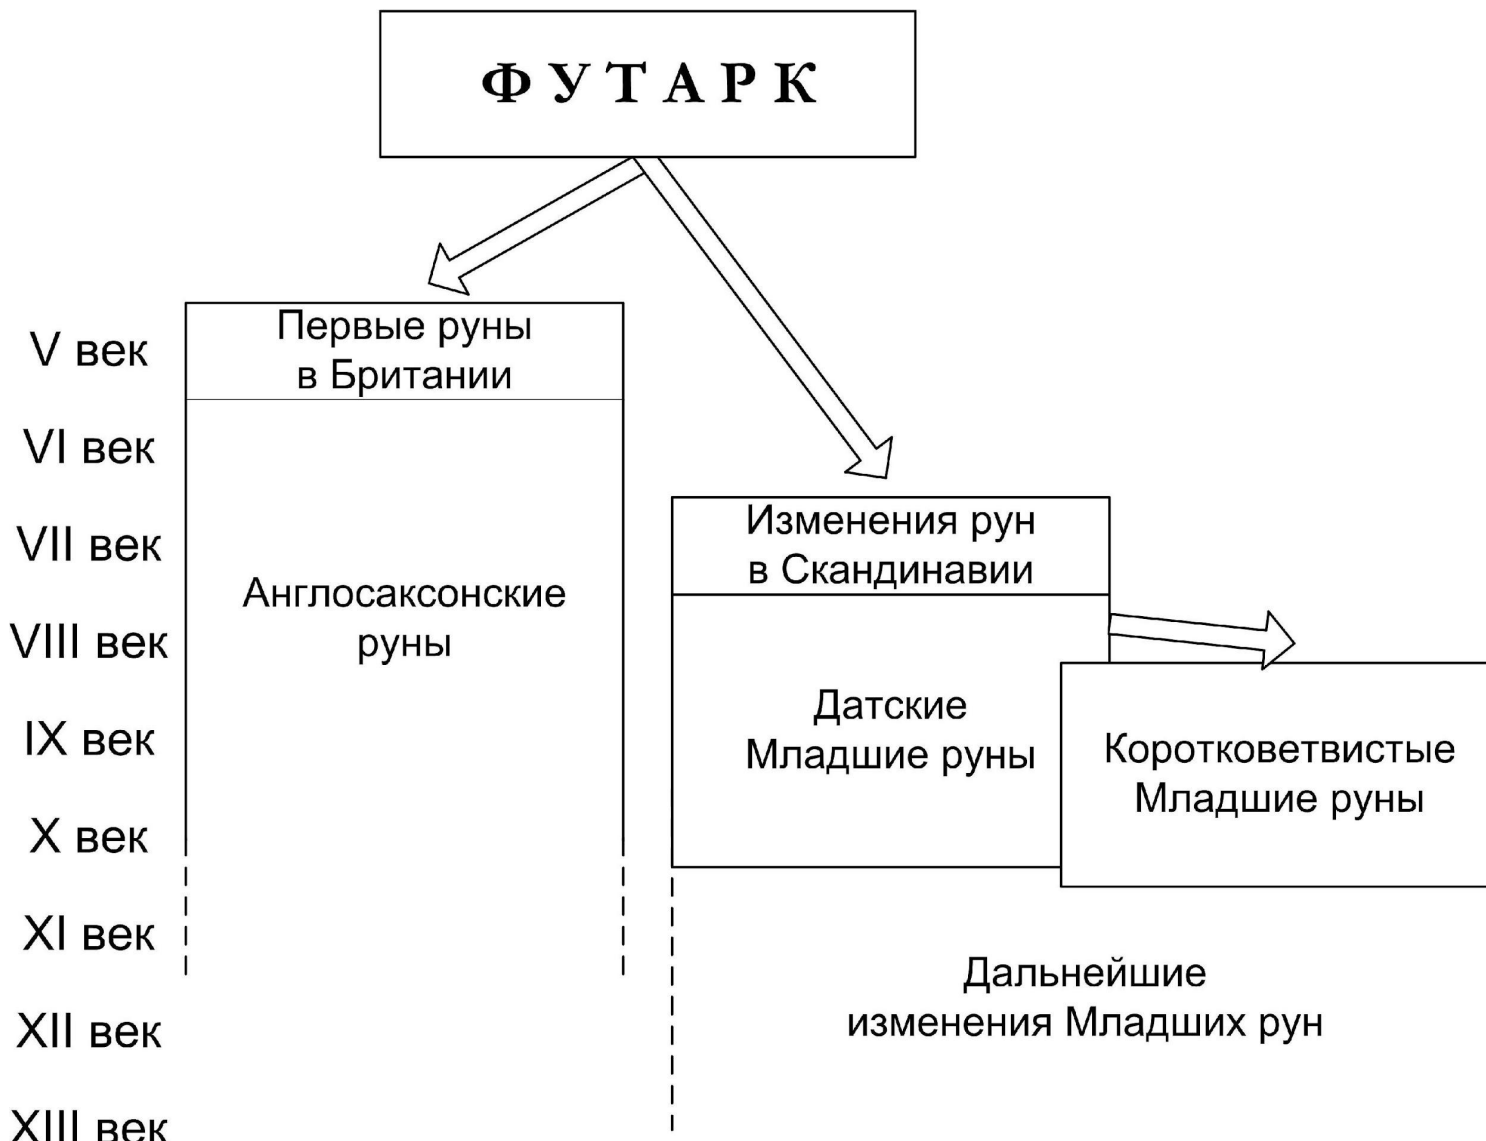 Ф У Т А Р К
Первые руны
в Британии
V век
VI век
Изменения рун
в Скандинавии
VII век
Англосаксонские
руны
VIII век
Датские
Младшие руны
IX век
Коротковетвистые
Младшие руны
X век
XI век
Дальнейшие
изменения Младших рун
XII век
XIII век